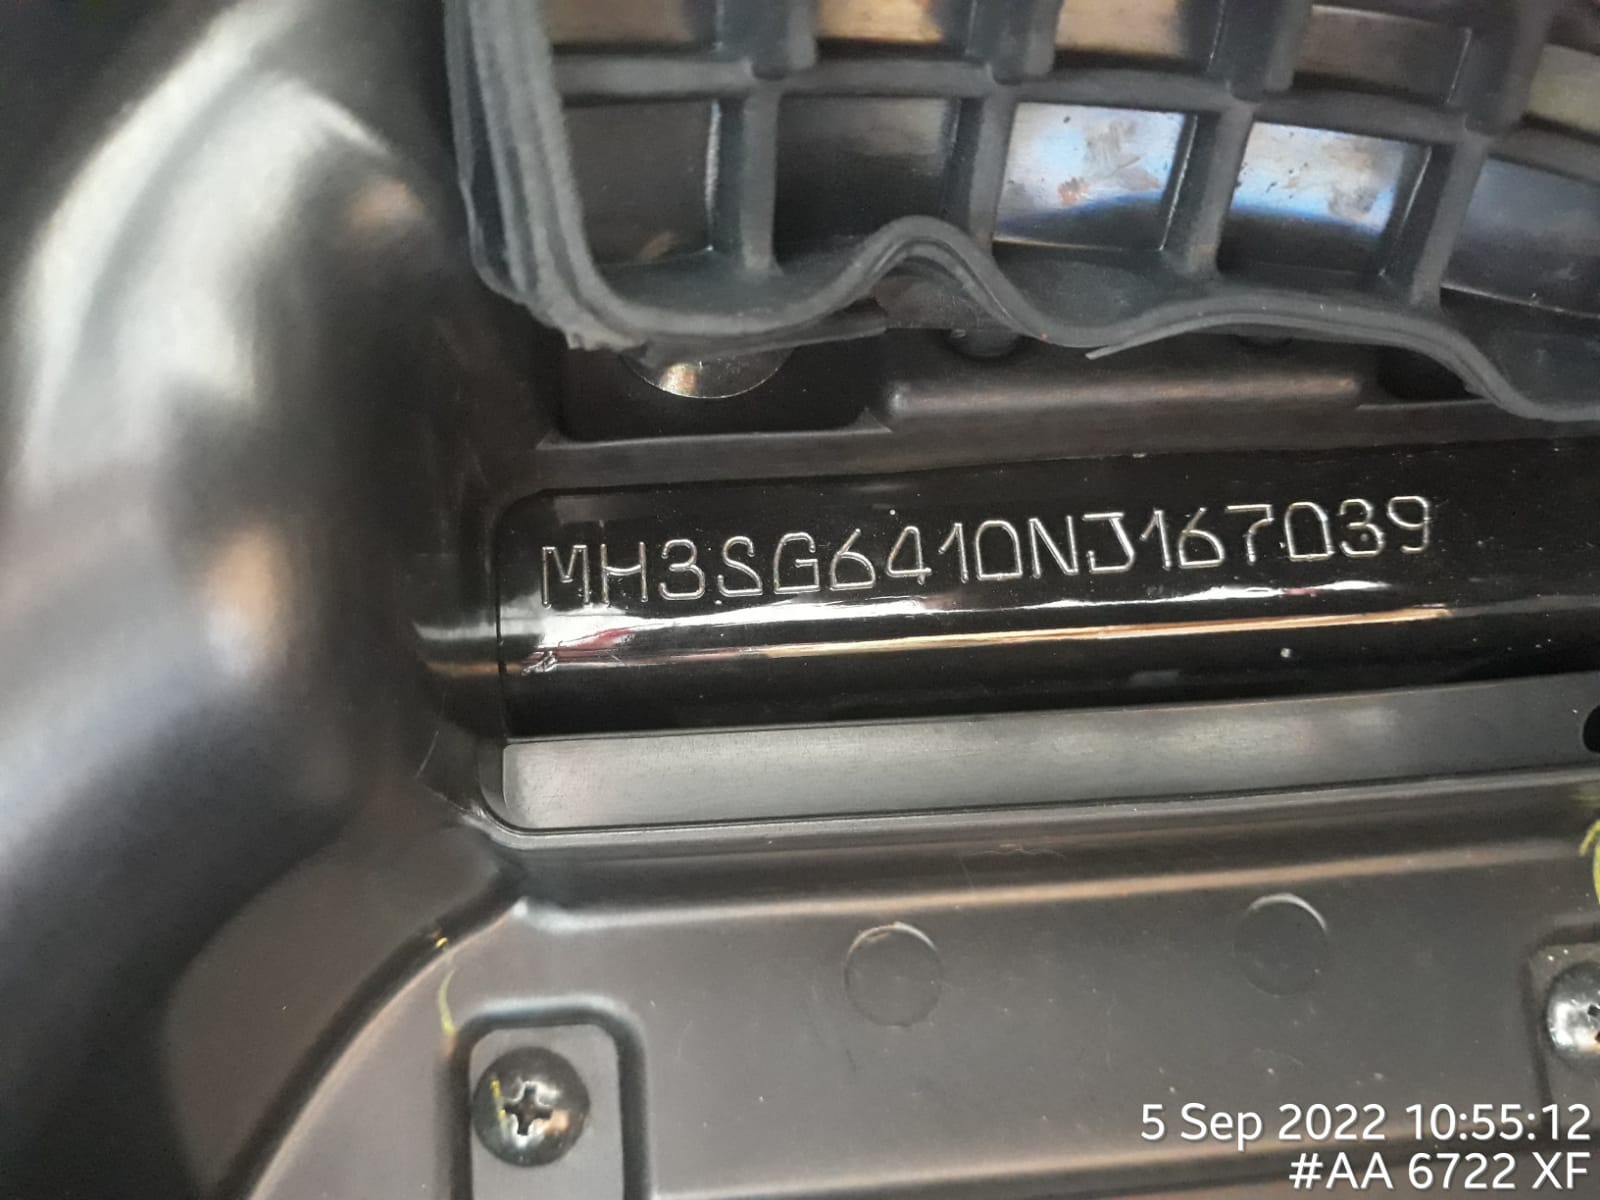 MH3SG6410NJ167039
5 Sep 2022 10:55:12
#AA 6722 XF